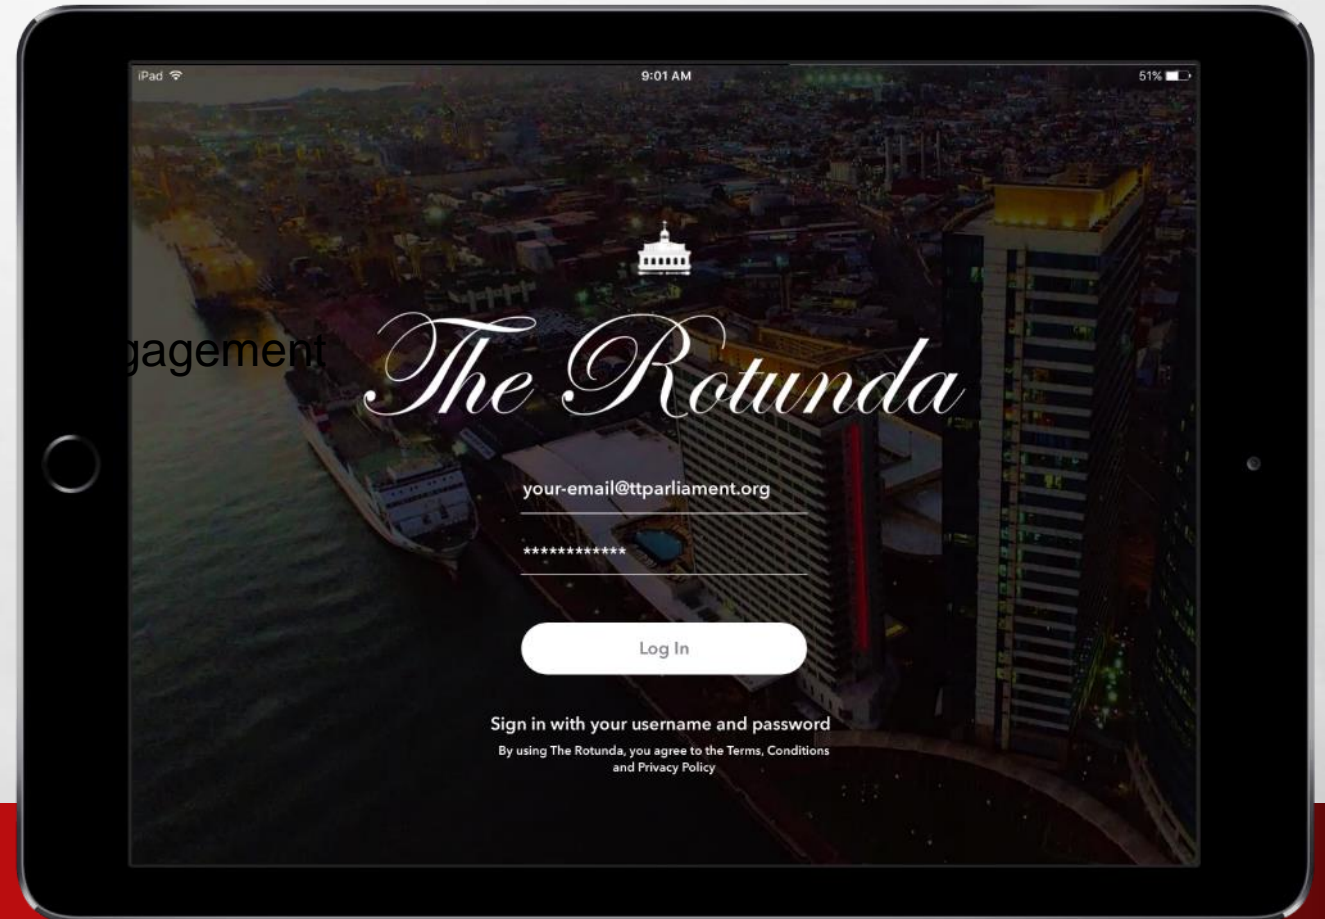 iPad 9:01 AM 51%
gagement
The Rotunda
your-email@ttparliament.org
************
Log In
Sign in with your username and password
By using The Rotunda, you agree to the Terms, Conditions
and Privacy Policy